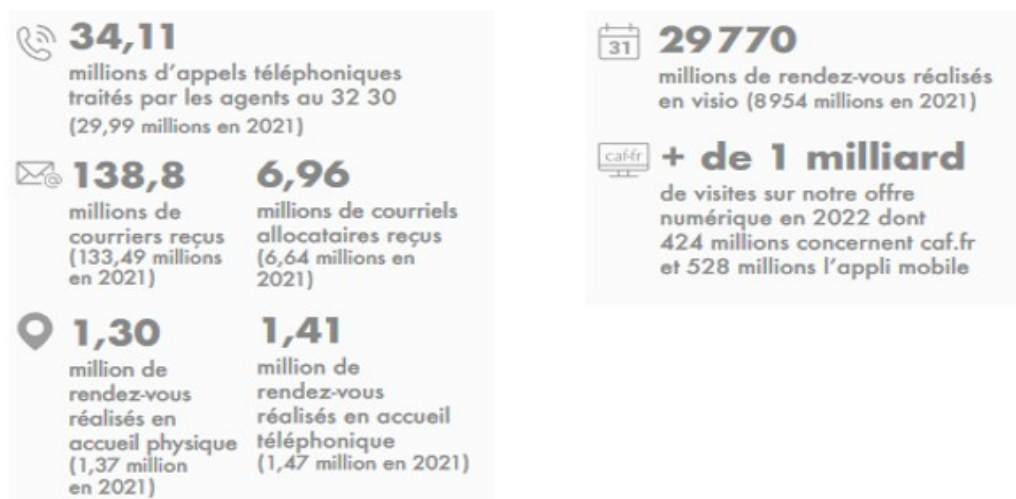 34,11
millions d'appels téléphoniques
traités par les agents au 32 30
(29,99 millions en 2021)
138,8
millions de
courriers reçus
(133,49 millions
en 2021)
6,96
millions de courriels
allocataires reçus
(6,64 millions en
2021)
1,30
million de
rendez-vous
réalisés en
accueil physique
(1,37 million
en 2021)
1,41
million de
rendez-vous
réalisés en accueil
téléphonique
(1,47 million en 2021)
31
29 770
millions de rendez-vous réalisés
en visio (8 954 millions en 2021)
caf.fr
+ de 1 milliard
de visites sur notre offre
numérique en 2022 dont
424 millions concernent caf.fr
et 528 millions l'appli mobile